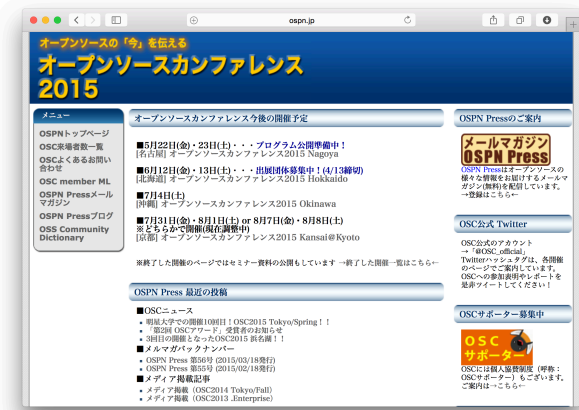 ospn.jp
オープンソースの「今」を伝える
オープンソースカンファレンス
2015
メニュー
OSPNトップページ
OSC来場者数一覧
OSCよくあるお問い
合わせ
OSC member ML
OSPN Pressメール
マガジン
OSPN Pressブログ
OSS Community
Dictionary
オープンソースカンファレンス今後の開催予定
■5月22日(金)・23日(土)・・・プログラム公開準備中！
[名古屋] オープンソースカンファレンス2015 Nagoya
■6月12日(金)・13日(土)・・・出展団体募集中！(4/13締切)
[北海道] オープンソースカンファレンス2015 Hokkaido
■7月4日(土)
[沖縄] オープンソースカンファレンス2015 Okinawa
■7月31日(金)・8月1日(土) or 8月7日(金)・8月8日(土)
※どちらかで開催(現在調整中)
[京都] オープンソースカンファレンス2015 Kansai@Kyoto
※終了した開催のページではセミナー資料の公開もしています →終了した開催一覧はこちら←
OSPN Press 最近の投稿
■OSCニュース
明星大学での開催10回目！OSC2015 Tokyo/Spring！！
「第2回 OSCアワード」受賞者のお知らせ
3回目の開催となったOSC2015 浜名湖！！
■メルマガバックナンバー
OSPN Press 第56号 (2015/03/18発行)
OSPN Press 第55号 (2015/02/18発行)
■メディア掲載記事
メディア掲載（OSC2014 Tokyo/Fall）
メディア掲載（OSC2013 .Enterprise）
OSPN Pressのご案内
メールマガジン
OSPN Press
OSPN Pressはオープンソースの
様々な情報をお届けするメールマ
ガジン(無料)を配信しています。
→登録はこちら←
OSC公式 Twitter
OSC公式のアカウント
→「@OSC_official」
Twitterハッシュタグは、各開催
のページでご案内しています。
OSCへの参加表明やレポートを
是非ツイートしてください！
OSCサポーター募集中
OSC
サポーター
OSCには個人協賛制度（呼称：
OSCサポーター）もございます。
ご案内は→こちら←